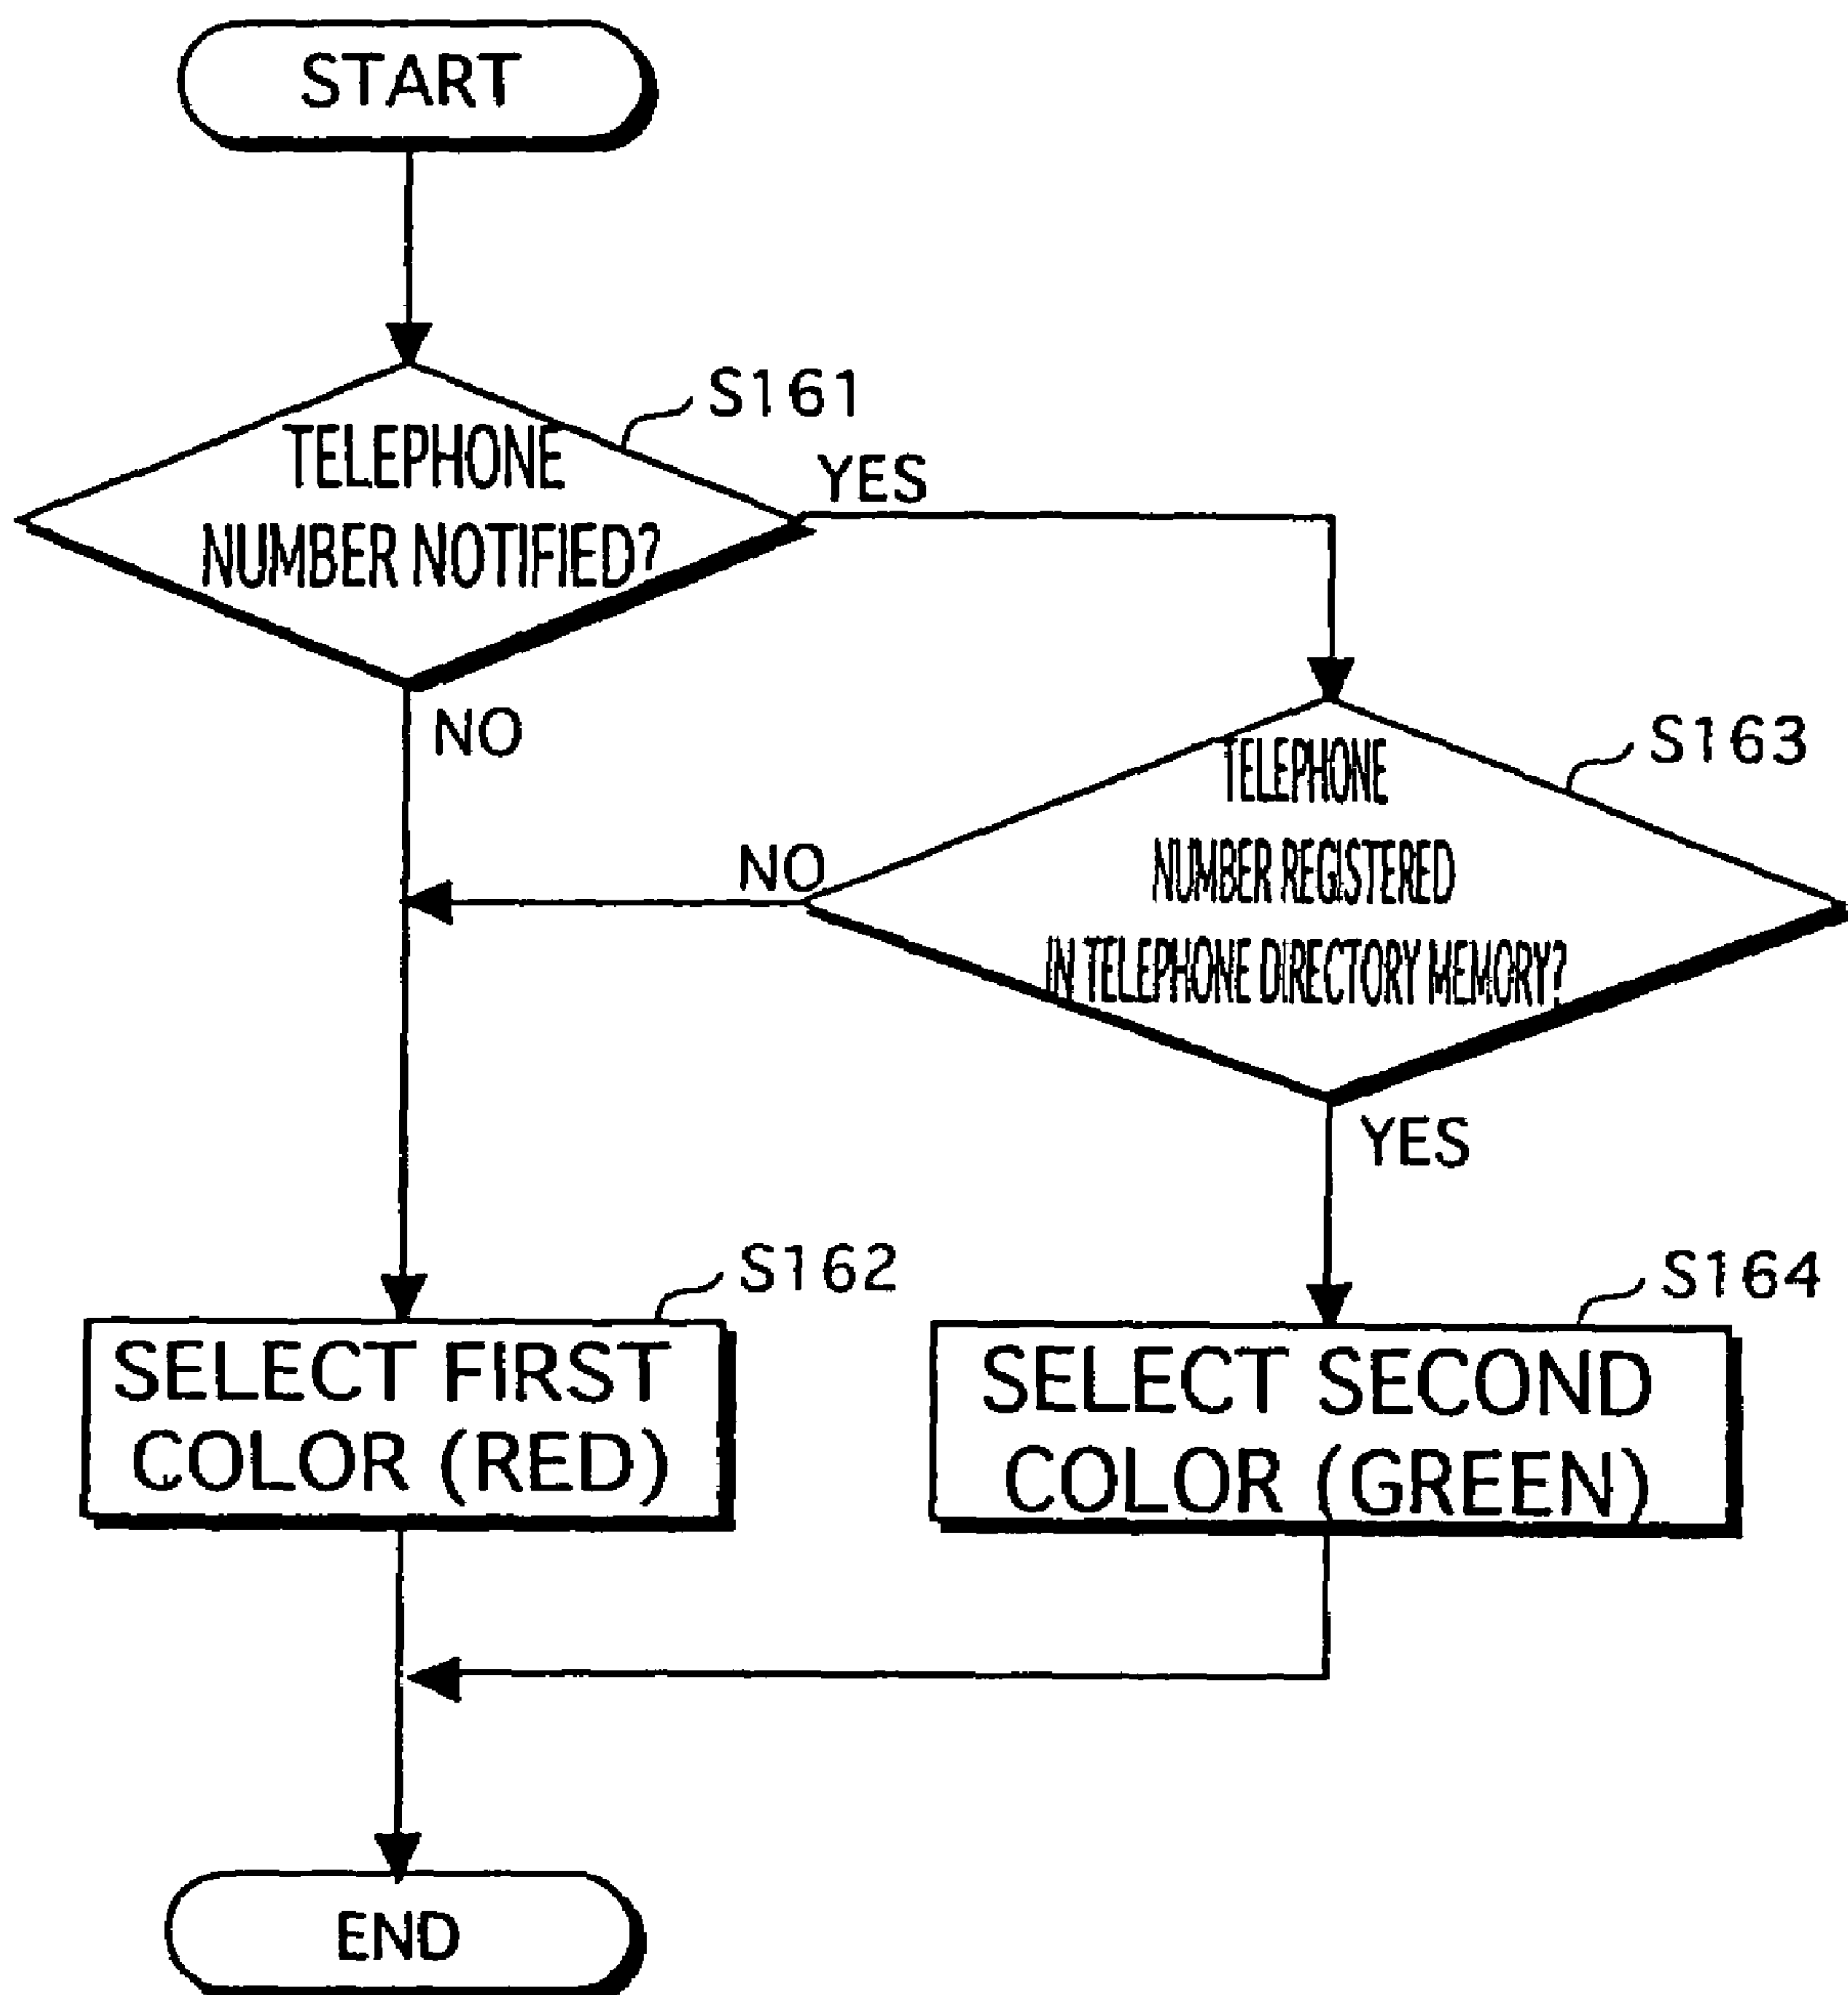 START
S161
TELEPHONE
NUMBER NOTIFIED?
YES
NO
S163
TELEPHONE
NUMBER REGISTERED
IN TELEPHONE DIRECTORY MEMORY?
NO
YES
S162
SELECT FIRST
COLOR (RED)
S164
SELECT SECOND
COLOR (GREEN)
END